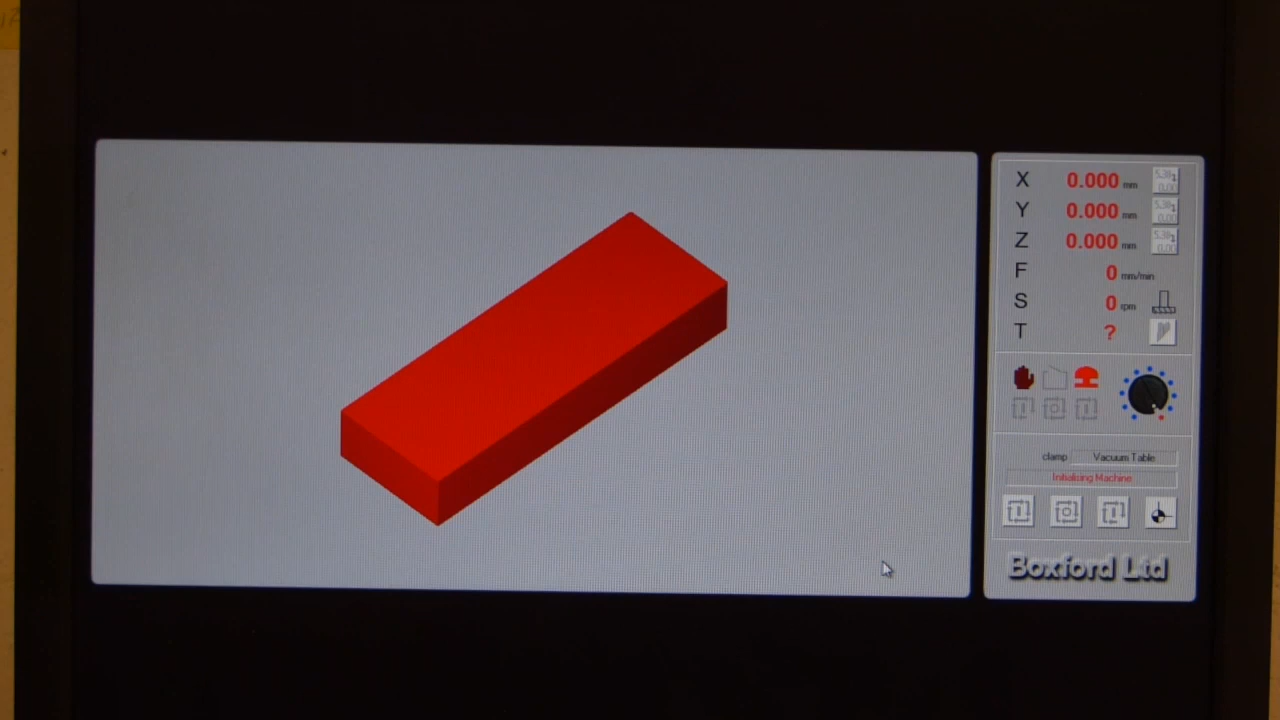 X 0.000 mm
Y 0.000 mm
Z 0.000 mm
F 0 mm/min
S 0 rpm
T ?
clamp Vacuum Table
Initialising Machine
Boxford Ltd